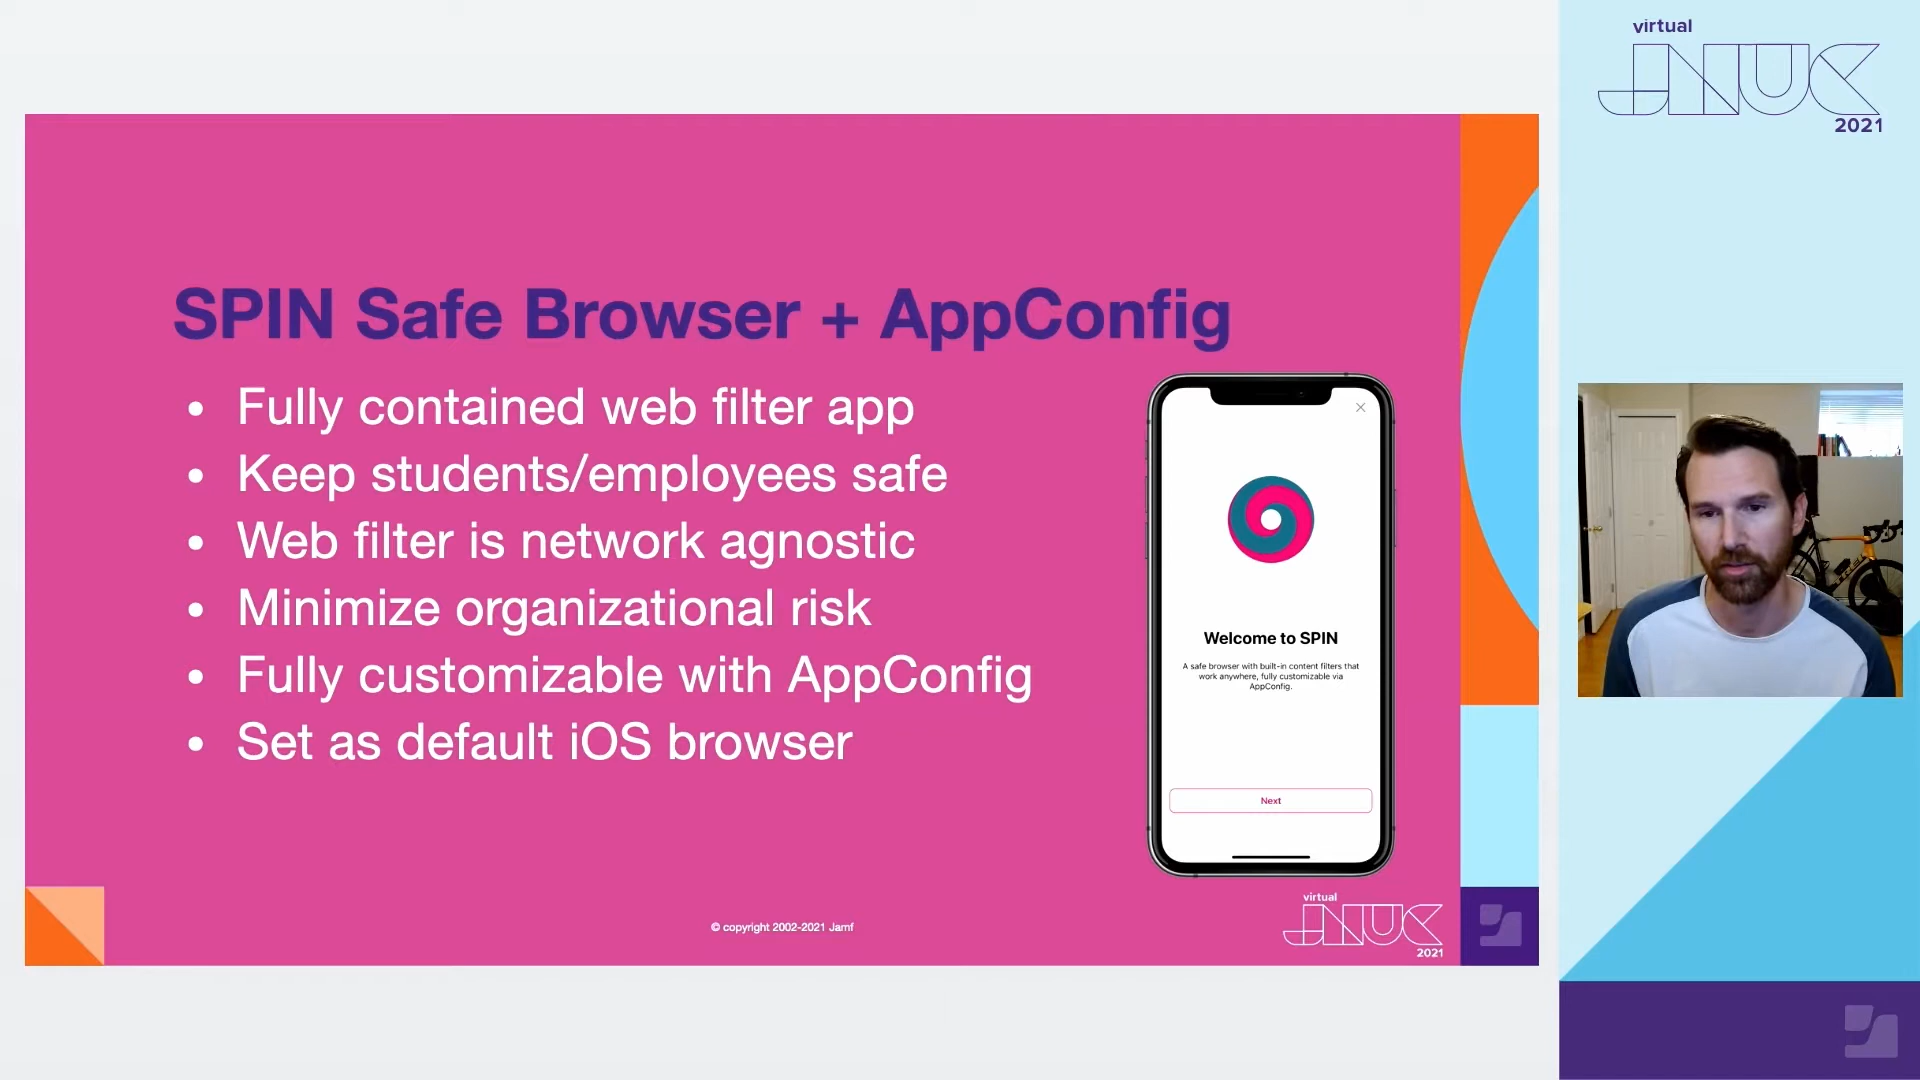 virtual
JNUC
2021
SPIN Safe Browser + AppConfig
• Fully contained web filter app
• Keep students/employees safe
• Web filter is network agnostic
• Minimize organizational risk
• Fully customizable with AppConfig
• Set as default iOS browser
Welcome to SPIN
A safe browser with built-in content filters that
work anywhere, fully customizable via
AppConfig.
Next
© copyright 2002-2021 Jamf
virtual
JNUC
2021